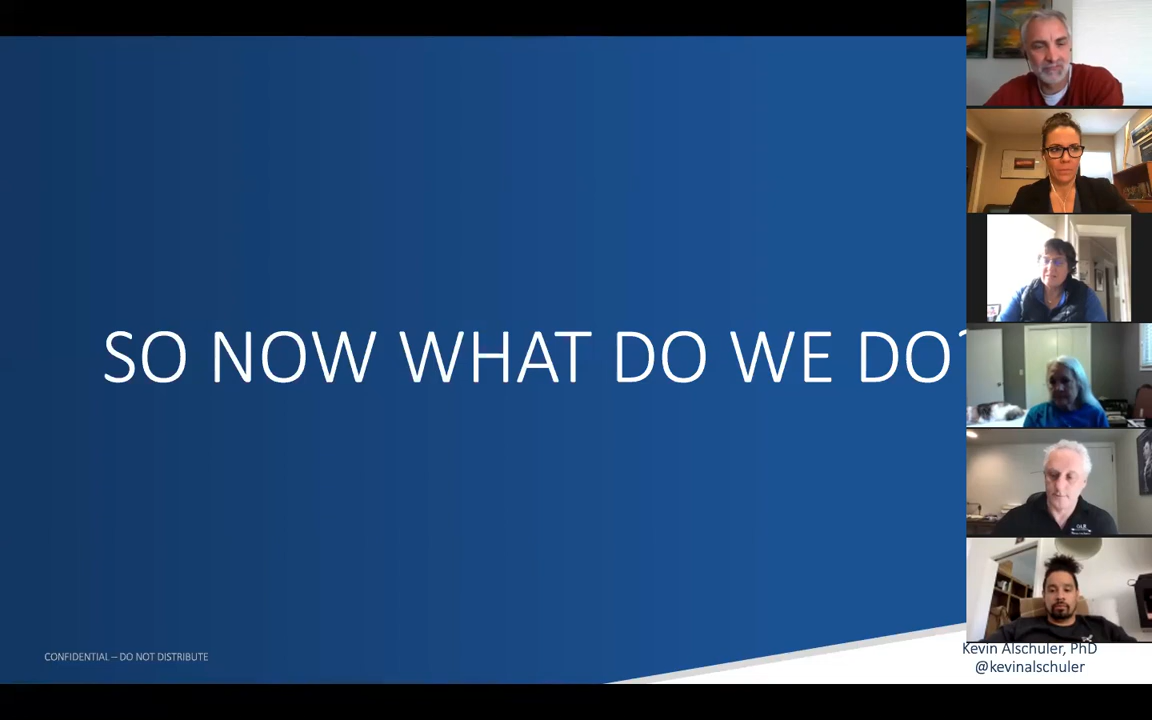 SO NOW WHAT DO WE DO?
CONFIDENTIAL – DO NOT DISTRIBUTE
Kevin Alschuler, PhD
@kevinalschuler